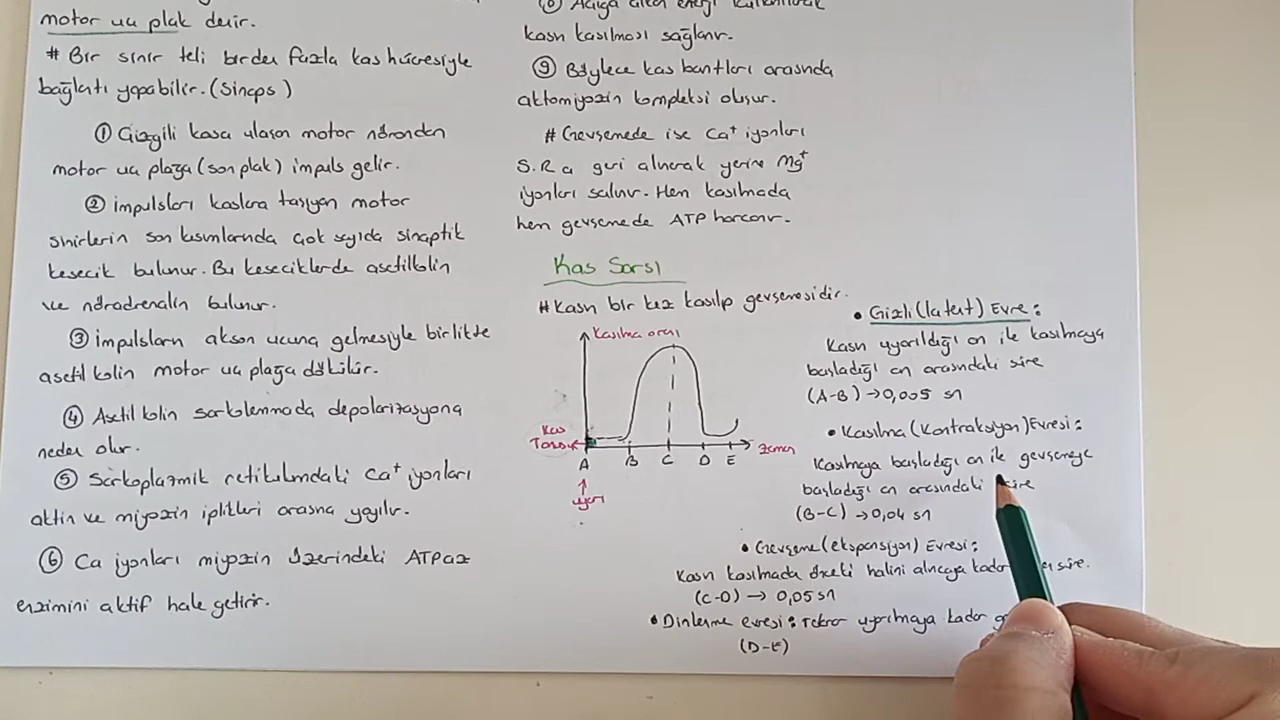 motor uç plak denir.
# Bir sinir teli birden fazla kas hücresiyle
bağlantı yapabilir. (Sinaps)
① Çizgili kasa ulaşan motor nörondan
motor uç plağa (son plak) impuls gelir.
② impulsları kaslara taşıyan motor
sinirlerin son kısımlarında çok sayıda sinaptik
kesecik bulunur. Bu keseciklerde asetilkolin
ve nöradrenalin bulunur.
③ impulsların akson ucuna gelmesiyle birlikte
asetilkolin motor uç plağa dökülür.
④ Asetilkolin sarkolemmada depolarizasyona
neden olur.
⑤ Sarkoplazmik retikulumdaki Ca⁺ iyonları
aktin ve miyozin iplikleri arasına yayılır.
⑥ Ca iyonları miyozin üzerindeki ATPaz
enzimini aktif hale getirir.
⑧ Açığa çıkan enerji kullanılarak
kasın kasılması sağlanır.
⑨ Böylece kas bantları arasında
aktomiyozin kompleksi oluşur.
# Gevşemede ise Ca⁺ iyonları
S.R a geri alınarak yerine Mg⁺
iyonları salınır. Hem kasılmada
hem gevşemede ATP harcanır.
Kas Sarsı
# Kasın bir kez kasılıp gevşemesidir.
Kasılma oranı
Kas
Tonusu
A B C D E
zaman
uyarı
• Gizli (latent) Evre:
Kasın uyarıldığı an ile kasılmaya
başladığı an arasındaki süre
(A-B) → 0,005 sn
• Kasılma (Kontraksiyon) Evresi:
Kasılmaya başladığı an ile gevşemeye
başladığı an arasındaki süre
(B-C) → 0,04 sn
• Gevşeme (ekspansiyon) Evresi:
Kasın kasılmada önceki halini alıncaya kadar süre.
(C-D) → 0,05 sn
• Dinlenme evresi: Tekrar uyarılmaya kadar
(D-E)